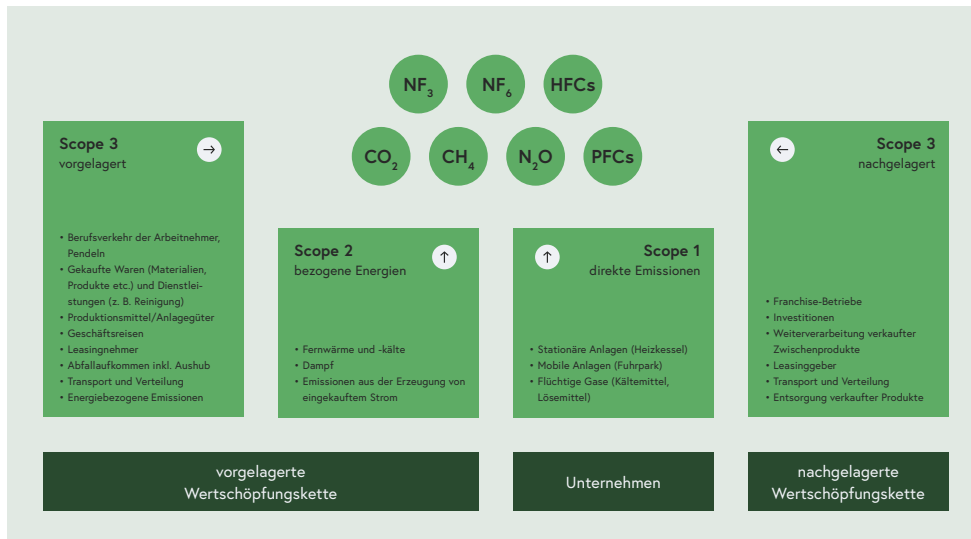 NF₃ NF₆ HFCs
CO₂ CH₄ N₂O PFCs
Scope 3
vorgelagert
→
• Berufsverkehr der Arbeitnehmer,
Pendeln
• Gekaufte Waren (Materialien,
Produkte etc.) und Dienstlei-
stungen (z. B. Reinigung)
• Produktionsmittel/Anlagegüter
• Geschäftsreisen
• Leasingnehmer
• Abfallaufkommen inkl. Aushub
• Transport und Verteilung
• Energiebezogene Emissionen
Scope 2
bezogene Energien
↑
• Fernwärme und -kälte
• Dampf
• Emissionen aus der Erzeugung von
eingekauftem Strom
↑
Scope 1
direkte Emissionen
• Stationäre Anlagen (Heizkessel)
• Mobile Anlagen (Fuhrpark)
• Flüchtige Gase (Kältemittel,
Lösemittel)
←
Scope 3
nachgelagert
• Franchise-Betriebe
• Investitionen
• Weiterverarbeitung verkaufter
Zwischenprodukte
• Leasinggeber
• Transport und Verteilung
• Entsorgung verkaufter Produkte
vorgelagerte
Wertschöpfungskette
Unternehmen
nachgelagerte
Wertschöpfungskette